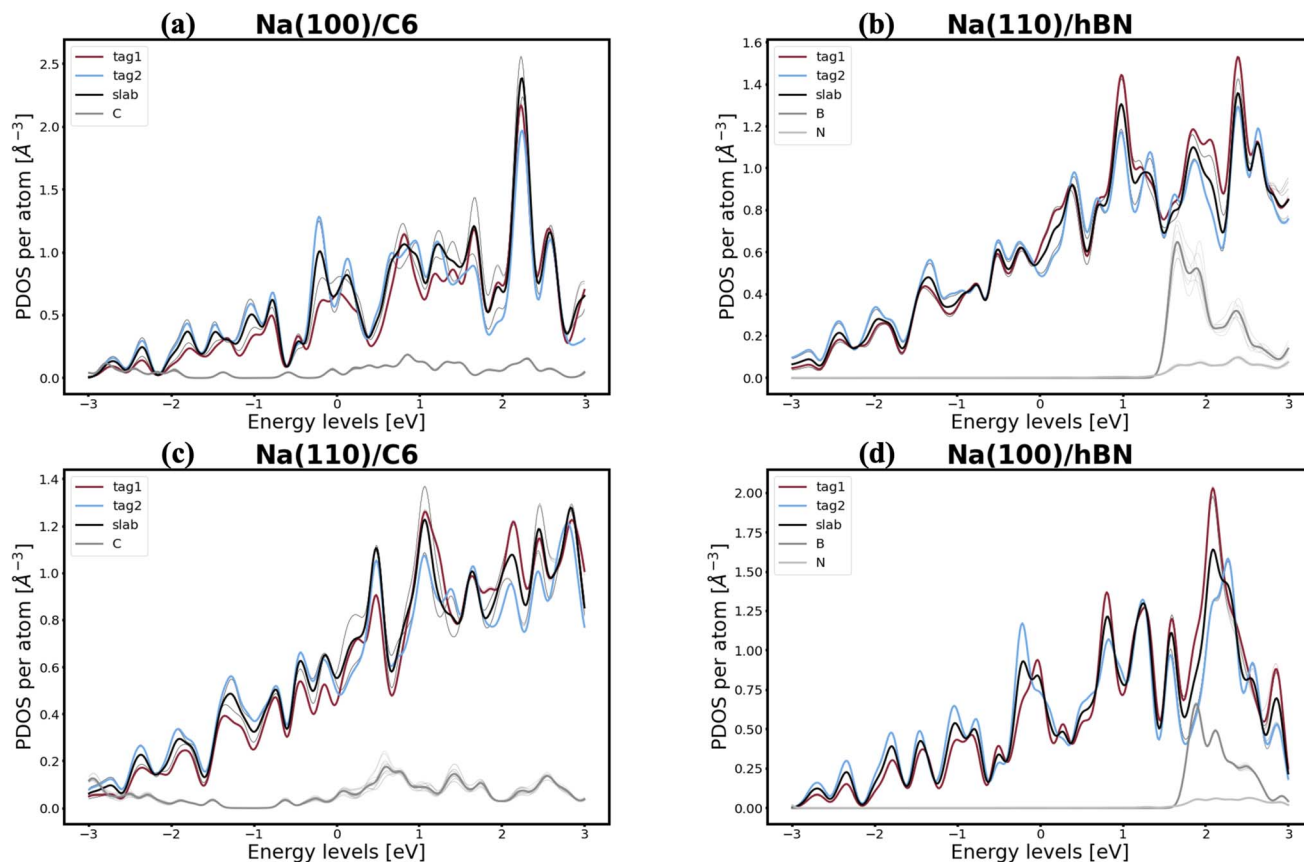 (a) Na(100)/C6
PDOS per atom [Å⁻³]
2.5
2.0
1.5
1.0
0.5
0.0
tag1
tag2
slab
C
−3 −2 −1 0 1 2 3
Energy levels [eV]
(b) Na(110)/hBN
PDOS per atom [Å⁻³]
1.6
1.4
1.2
1.0
0.8
0.6
0.4
0.2
0.0
tag1
tag2
slab
B
N
−3 −2 −1 0 1 2 3
Energy levels [eV]
(c) Na(110)/C6
PDOS per atom [Å⁻³]
1.4
1.2
1.0
0.8
0.6
0.4
0.2
0.0
tag1
tag2
slab
C
−3 −2 −1 0 1 2 3
Energy levels [eV]
(d) Na(100)/hBN
PDOS per atom [Å⁻³]
2.00
1.75
1.50
1.25
1.00
0.75
0.50
0.25
0.00
tag1
tag2
slab
B
N
−3 −2 −1 0 1 2 3
Energy levels [eV]